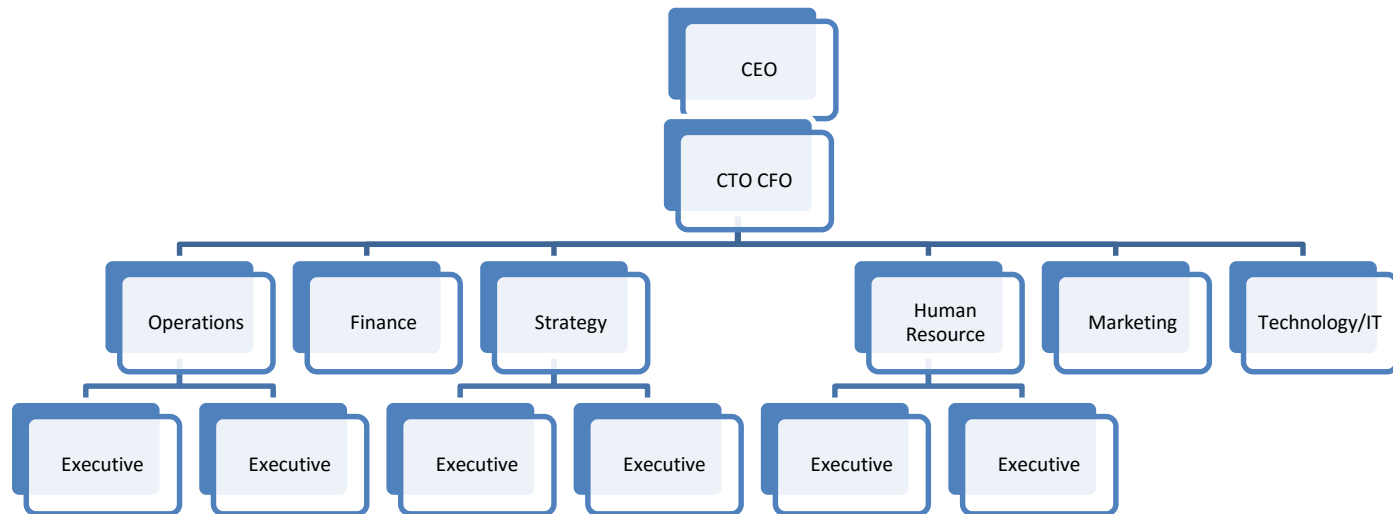 CEO
CTO CFO
Operations
Finance
Strategy
Human
Resource
Marketing
Technology/IT
Executive
Executive
Executive
Executive
Executive
Executive